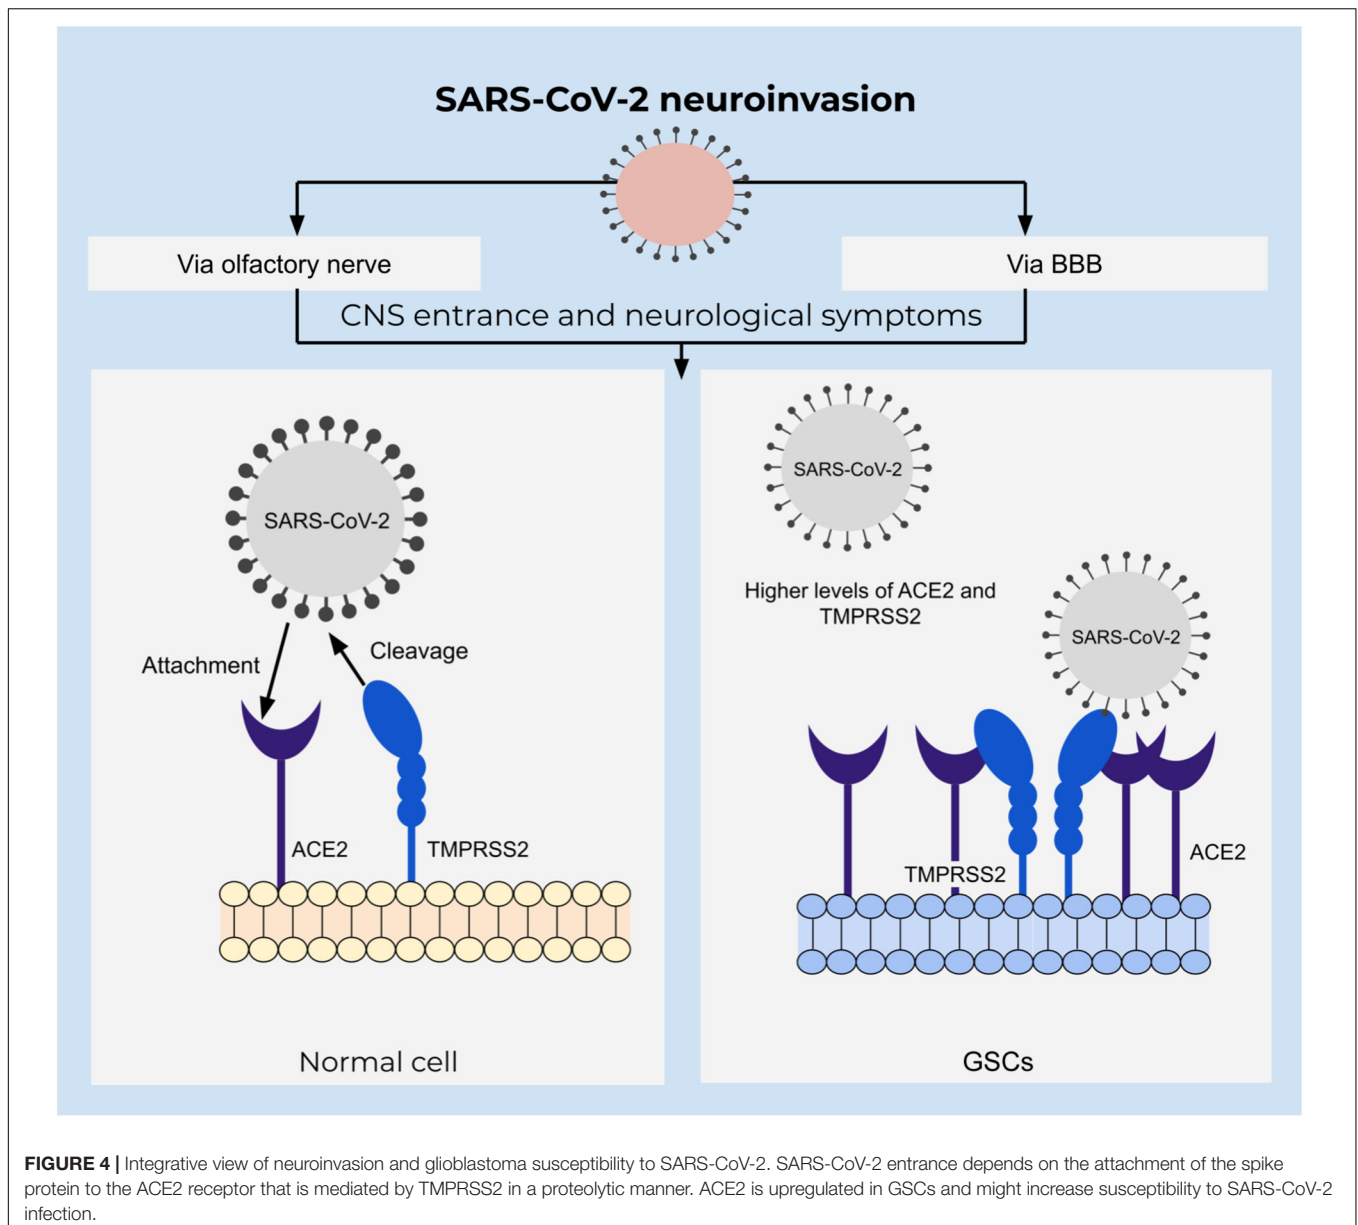 SARS-CoV-2 neuroinvasion
Via olfactory nerve
Via BBB
CNS entrance and neurological symptoms
SARS-CoV-2
Attachment
Cleavage
ACE2
TMPRSS2
Normal cell
SARS-CoV-2
Higher levels of ACE2 and
TMPRSS2
SARS-CoV-2
TMPRSS2
ACE2
GSCs
FIGURE 4 | Integrative view of neuroinvasion and glioblastoma susceptibility to SARS-CoV-2. SARS-CoV-2 entrance depends on the attachment of the spike
protein to the ACE2 receptor that is mediated by TMPRSS2 in a proteolytic manner. ACE2 is upregulated in GSCs and might increase susceptibility to SARS-CoV-2
infection.